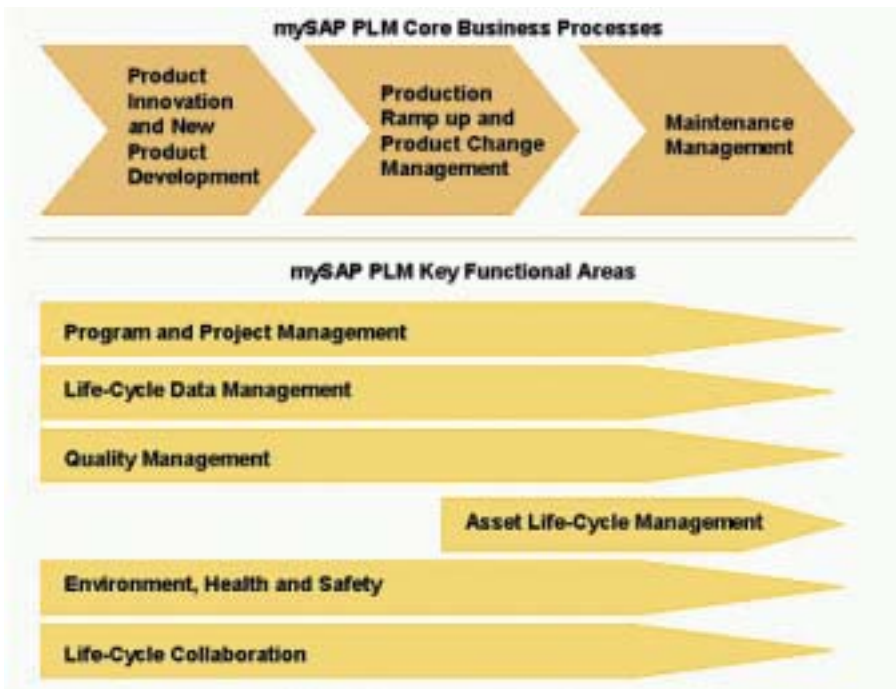 mySAP PLM Core Business Processes
Product
Innovation
and New
Product
Development
Production
Ramp up and
Product Change
Management
Maintenance
Management
mySAP PLM Key Functional Areas
Program and Project Management
Life-Cycle Data Management
Quality Management
Asset Life-Cycle Management
Environment, Health and Safety
Life-Cycle Collaboration